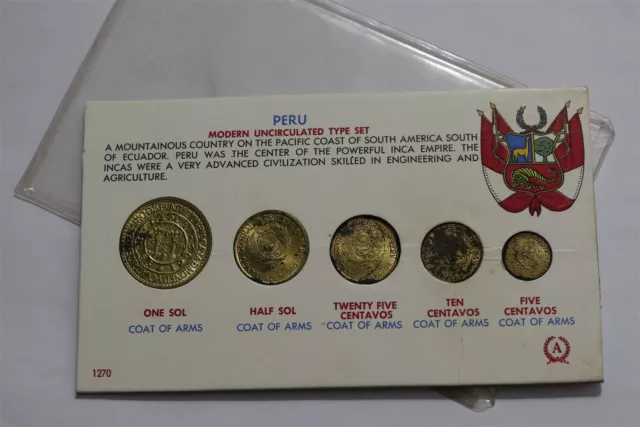 PERU
MODERN UNCIRCULATED TYPE SET
A MOUNTAINOUS COUNTRY ON THE PACIFIC COAST OF SOUTH AMERICA SOUTH
OF ECUADOR. PERU WAS THE CENTER OF THE POWERFUL INCA EMPIRE. THE
INCAS WERE A VERY ADVANCED CIVILIZATION SKILLED IN ENGINEERING AND
AGRICULTURE.
ONE SOL
COAT OF ARMS
HALF SOL
COAT OF ARMS
TWENTY FIVE
CENTAVOS
COAT OF ARMS
TEN
CENTAVOS
COAT OF ARMS
FIVE
CENTAVOS
COAT OF ARMS
A
1270